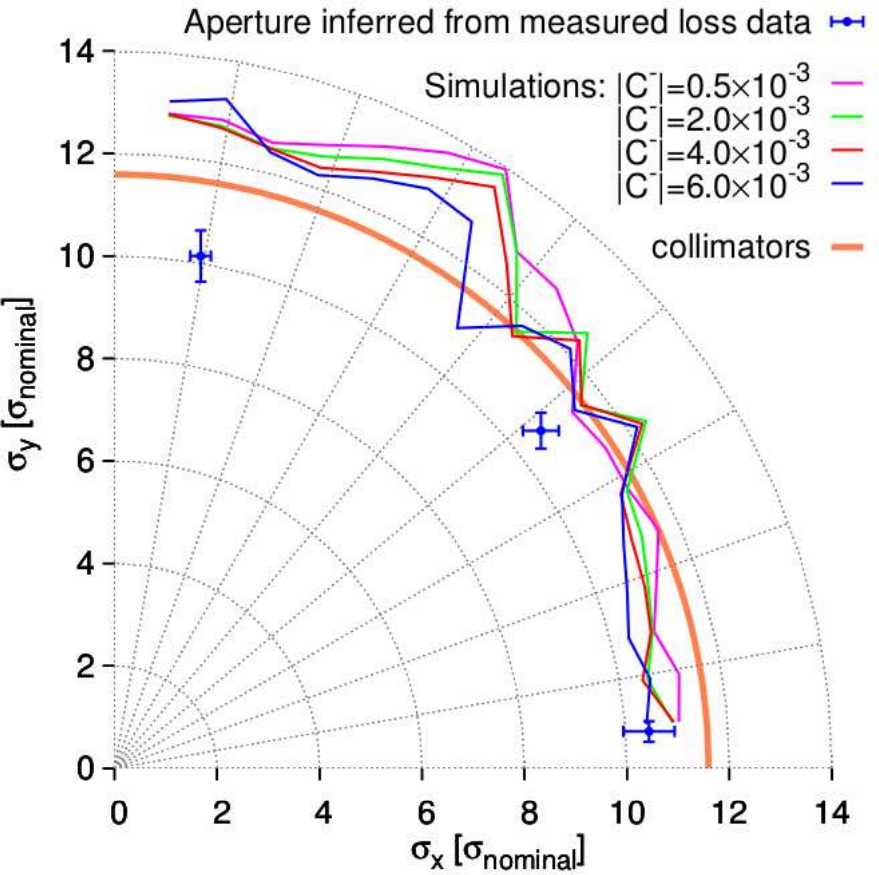 Aperture inferred from measured loss data
Simulations: |C⁻|=0.5×10⁻³
|C⁻|=2.0×10⁻³
|C⁻|=4.0×10⁻³
|C⁻|=6.0×10⁻³
collimators
14
12
10
8
6
4
2
0
σy [σnominal]
0 2 4 6 8 10 12 14
σx [σnominal]